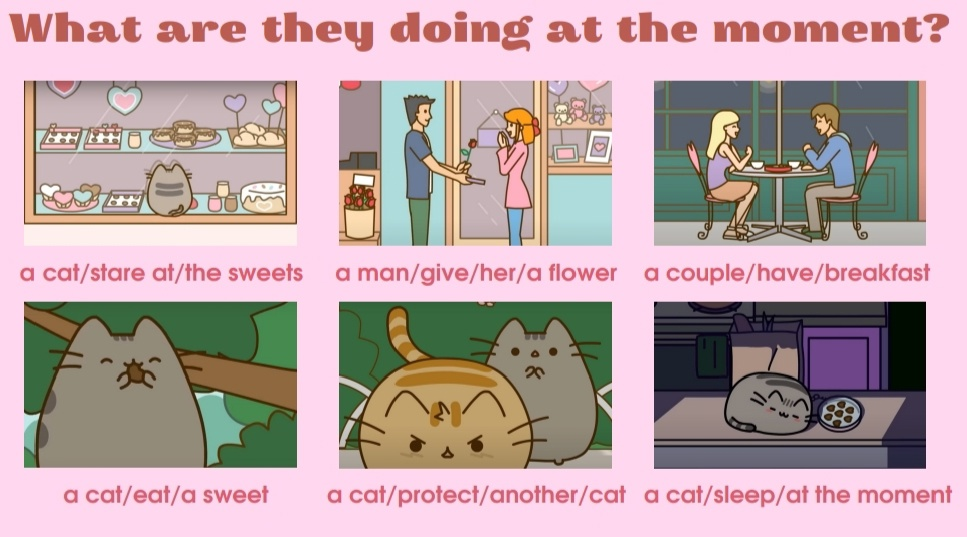 What are they doing at the moment?
a cat/stare at/the sweets
a man/give/her/a flower
a couple/have/breakfast
a cat/eat/a sweet
a cat/protect/another/cat
a cat/sleep/at the moment